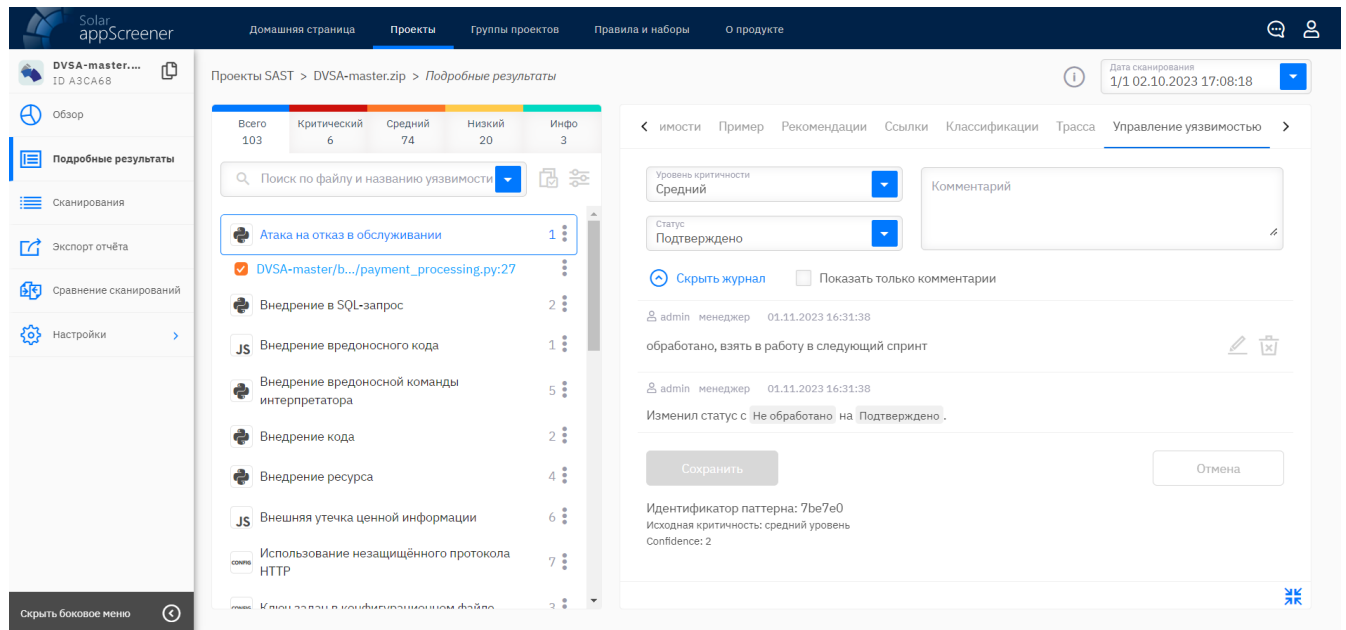 Solar
appScreener
Домашняя страница
Проекты
Группы проектов
Правила и наборы
О продукте
DVSA-master....
ID A3CA68
Обзор
Подробные результаты
Сканирования
Экспорт отчёта
Сравнение сканирований
Настройки
Скрыть боковое меню
Проекты SAST > DVSA-master.zip > Подробные результаты
Дата сканирования
1/1 02.10.2023 17:08:18
Всего
103
Критический
6
Средний
74
Низкий
20
Инфо
3
Поиск по файлу и названию уязвимости
Атака на отказ в обслуживании 1
DVSA-master/b.../payment_processing.py:27
Внедрение в SQL-запрос 2
JS Внедрение вредоносного кода 1
Внедрение вредоносной команды
интерпретатора 5
Внедрение кода 2
Внедрение ресурса 4
JS Внешняя утечка ценной информации 6
CONFIG Использование незащищённого протокола
HTTP 7
Ключ задан в конфигурационном файле 3
имости Пример Рекомендации Ссылки Классификации Трасса Управление уязвимостью
Уровень критичности
Средний
Статус
Подтверждено
Комментарий
Скрыть журнал
Показать только комментарии
admin менеджер 01.11.2023 16:31:38
обработано, взять в работу в следующий спринт
admin менеджер 01.11.2023 16:31:38
Изменил статус с Не обработано на Подтверждено .
Сохранить
Отмена
Идентификатор паттерна: 7be7e0
Исходная критичность: средний уровень
Confidence: 2